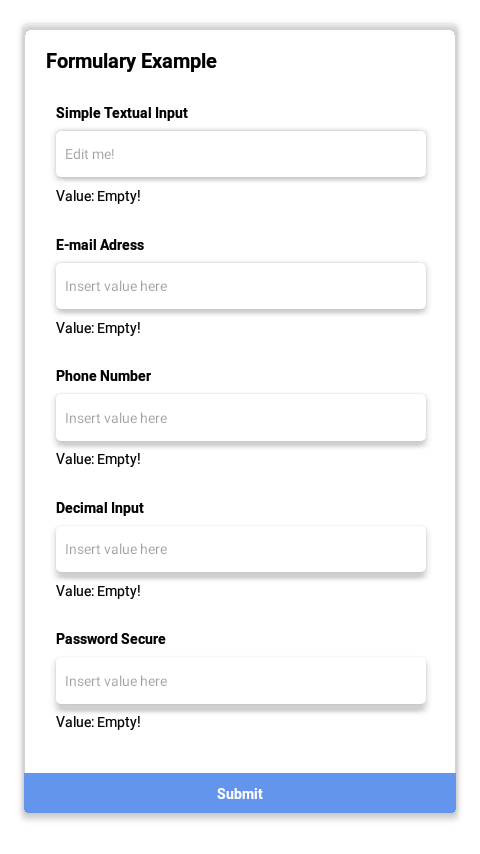 Formulary Example
Simple Textual Input
Edit me!
Value: Empty!
E-mail Adress
Insert value here
Value: Empty!
Phone Number
Insert value here
Value: Empty!
Decimal Input
Insert value here
Value: Empty!
Password Secure
Insert value here
Value: Empty!
Submit